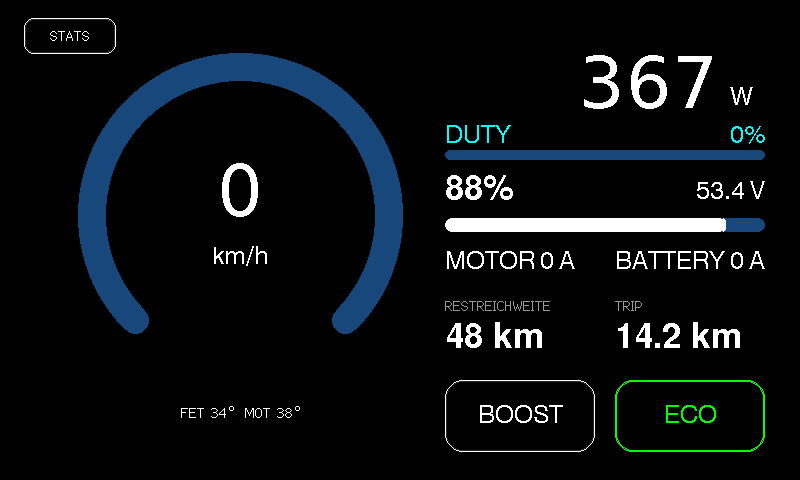 STATS
367 W
DUTY 0%
88% 53.4 V
0
km/h
MOTOR 0 A BATTERY 0 A
RESTREICHWEITE TRIP
48 km 14.2 km
FET 34° MOT 38°
BOOST ECO